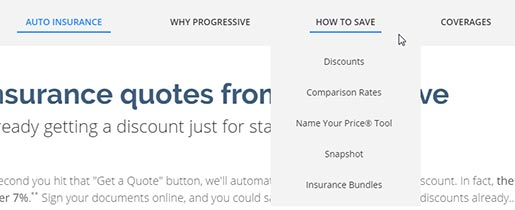 AUTO INSURANCE WHY PROGRESSIVE HOW TO SAVE COVERAGES
Discounts
Comparison Rates
Name Your Price® Tool
Snapshot
Insurance Bundles
nsurance quotes from ve
eady getting a discount just for sta
econd you hit that "Get a Quote" button, we'll automat scount. In fact, the
er 7%.** Sign your documents online, and you could sa discounts already...